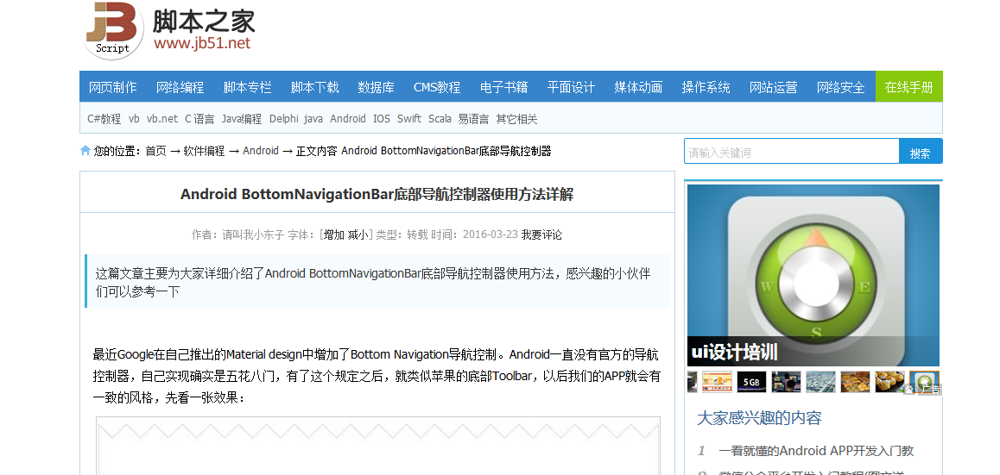 脚本之家
www.jb51.net
Script
网页制作 网络编程 脚本专栏 脚本下载 数据库 CMS教程 电子书籍 平面设计 媒体动画 操作系统 网站运营 网络安全 在线手册
C#教程 vb vb.net C 语言 Java编程 Delphi java Android IOS Swift Scala 易语言 其它相关
您的位置：首页 → 软件编程 → Android → 正文内容 Android BottomNavigationBar底部导航控制器
请输入关键词 搜索
Android BottomNavigationBar底部导航控制器使用方法详解
作者：请叫我小东子 字体：[增加 减小] 类型：转载 时间：2016-03-23 我要评论
这篇文章主要为大家详细介绍了Android BottomNavigationBar底部导航控制器使用方法，感兴趣的小伙伴
们可以参考一下
最近Google在自己推出的Material design中增加了Bottom Navigation导航控制。Android一直没有官方的导航
控制器，自己实现确实是五花八门，有了这个规定之后，就类似苹果的底部Toolbar，以后我们的APP就会有
一致的风格，先看一张效果：
W E
S
ui设计培训
5GB
广告
大家感兴趣的内容
1 一看就懂的Android APP开发入门教